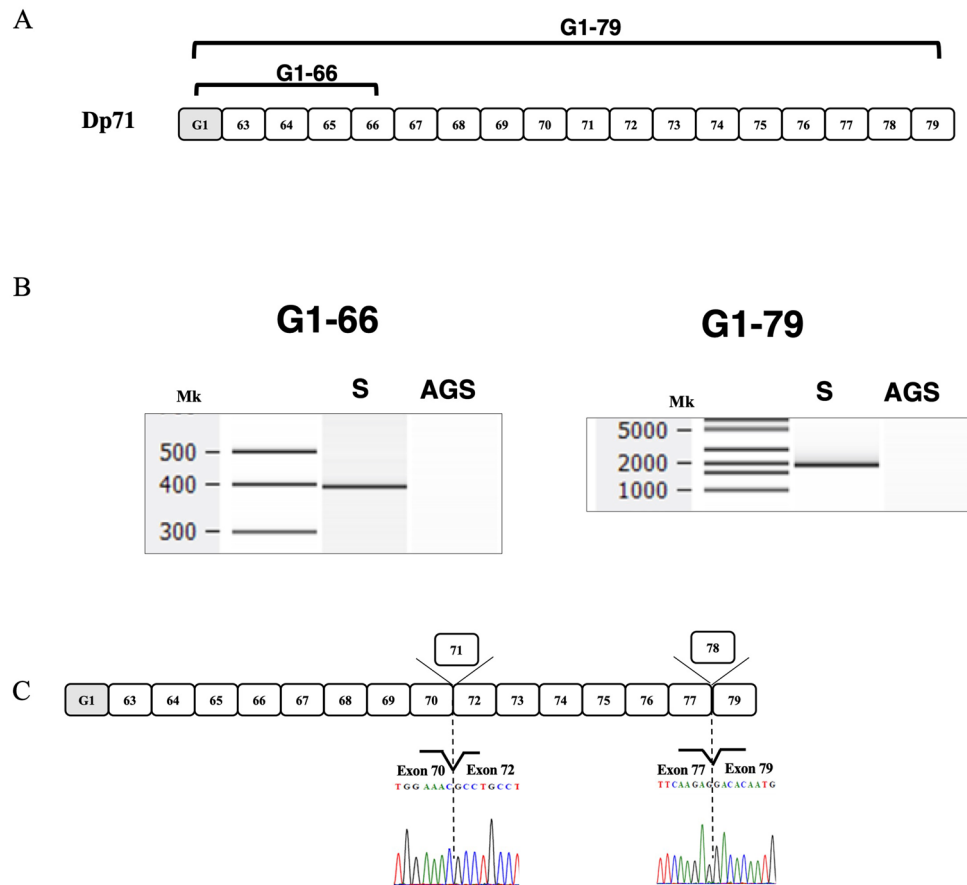 A
G1-79
G1-66
Dp71
G1 63 64 65 66 67 68 69 70 71 72 73 74 75 76 77 78 79
B
G1-66
G1-79
Mk S AGS
500
400
300
Mk S AGS
5000
2000
1000
71
78
C
G1 63 64 65 66 67 68 69 70 72 73 74 75 76 77 79
Exon 70 Exon 72
TGG AAACGCCTGCCT
Exon 77 Exon 79
TTCAAGAGGACACAATG